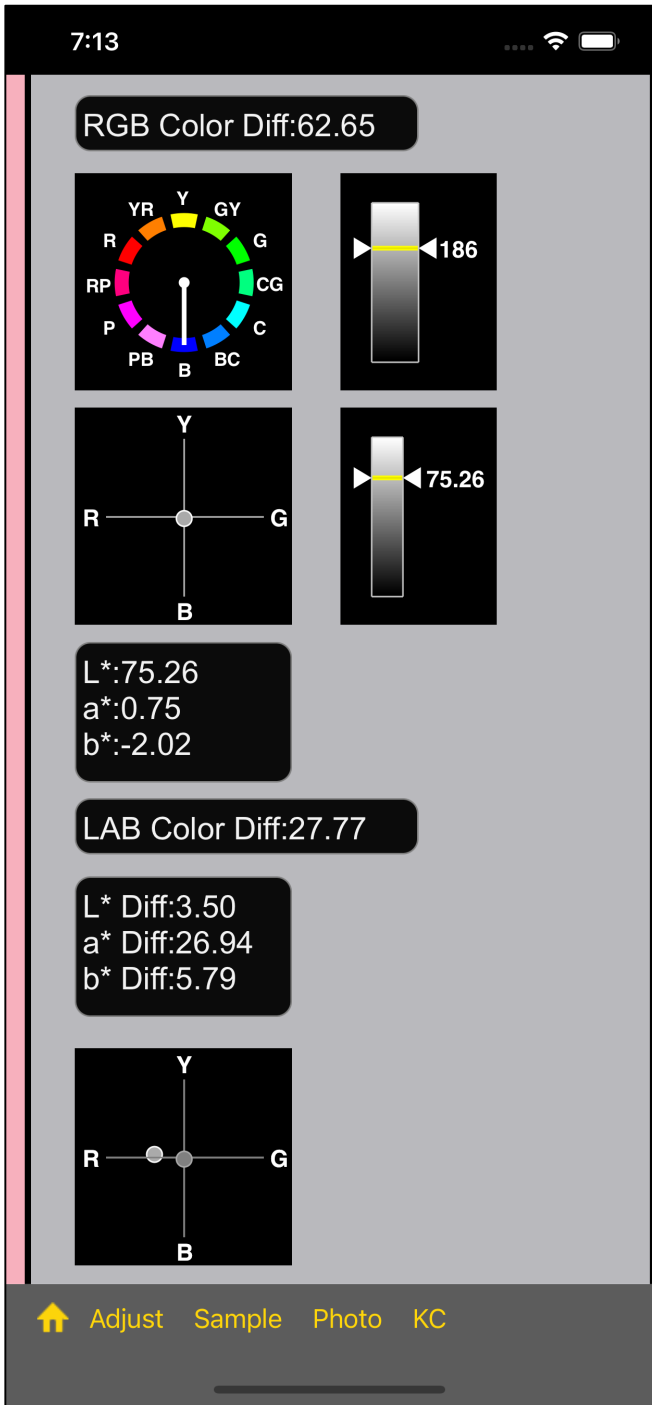 7:13
RGB Color Diff:62.65
Y
YR GY
R G
RP CG
P C
PB BC
B
186
Y
R G
B
75.26
L*:75.26
a*:0.75
b*:-2.02
LAB Color Diff:27.77
L* Diff:3.50
a* Diff:26.94
b* Diff:5.79
Y
R G
B
Adjust Sample Photo KC